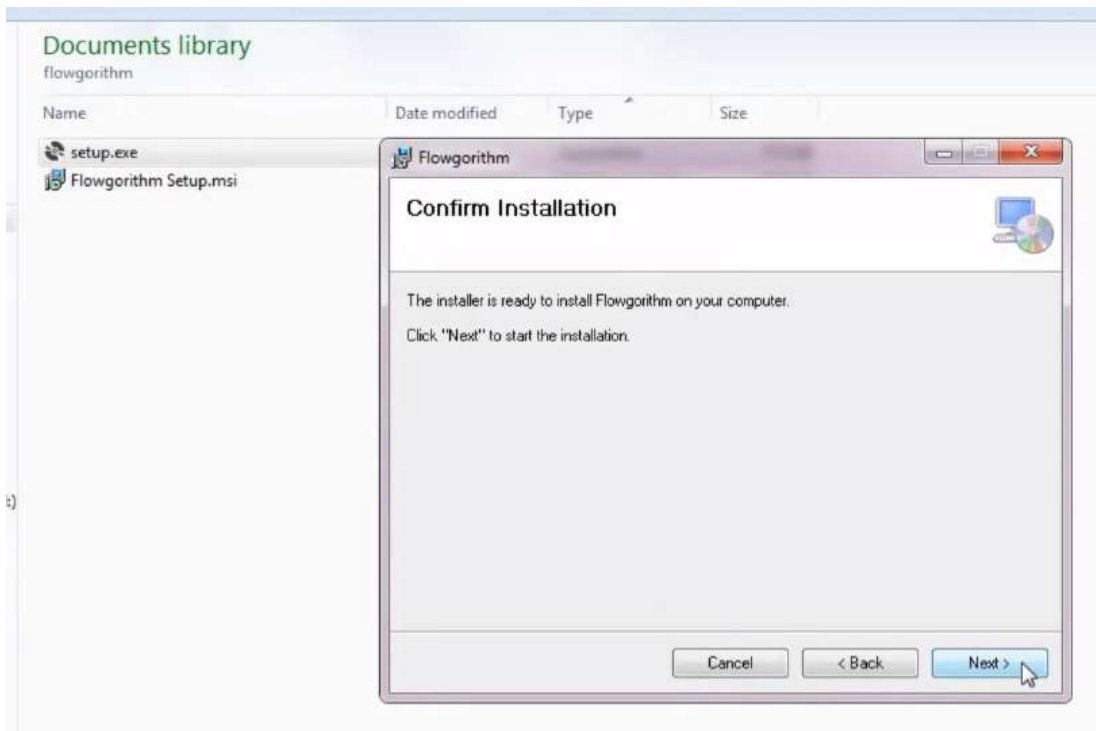 Documents library
flowgorithm
Name Date modified Type Size
setup.exe
Flowgorithm Setup.msi
Flowgorithm
Confirm Installation
The installer is ready to install Flowgorithm on your computer.
Click "Next" to start the installation.
Cancel < Back Next >
:)